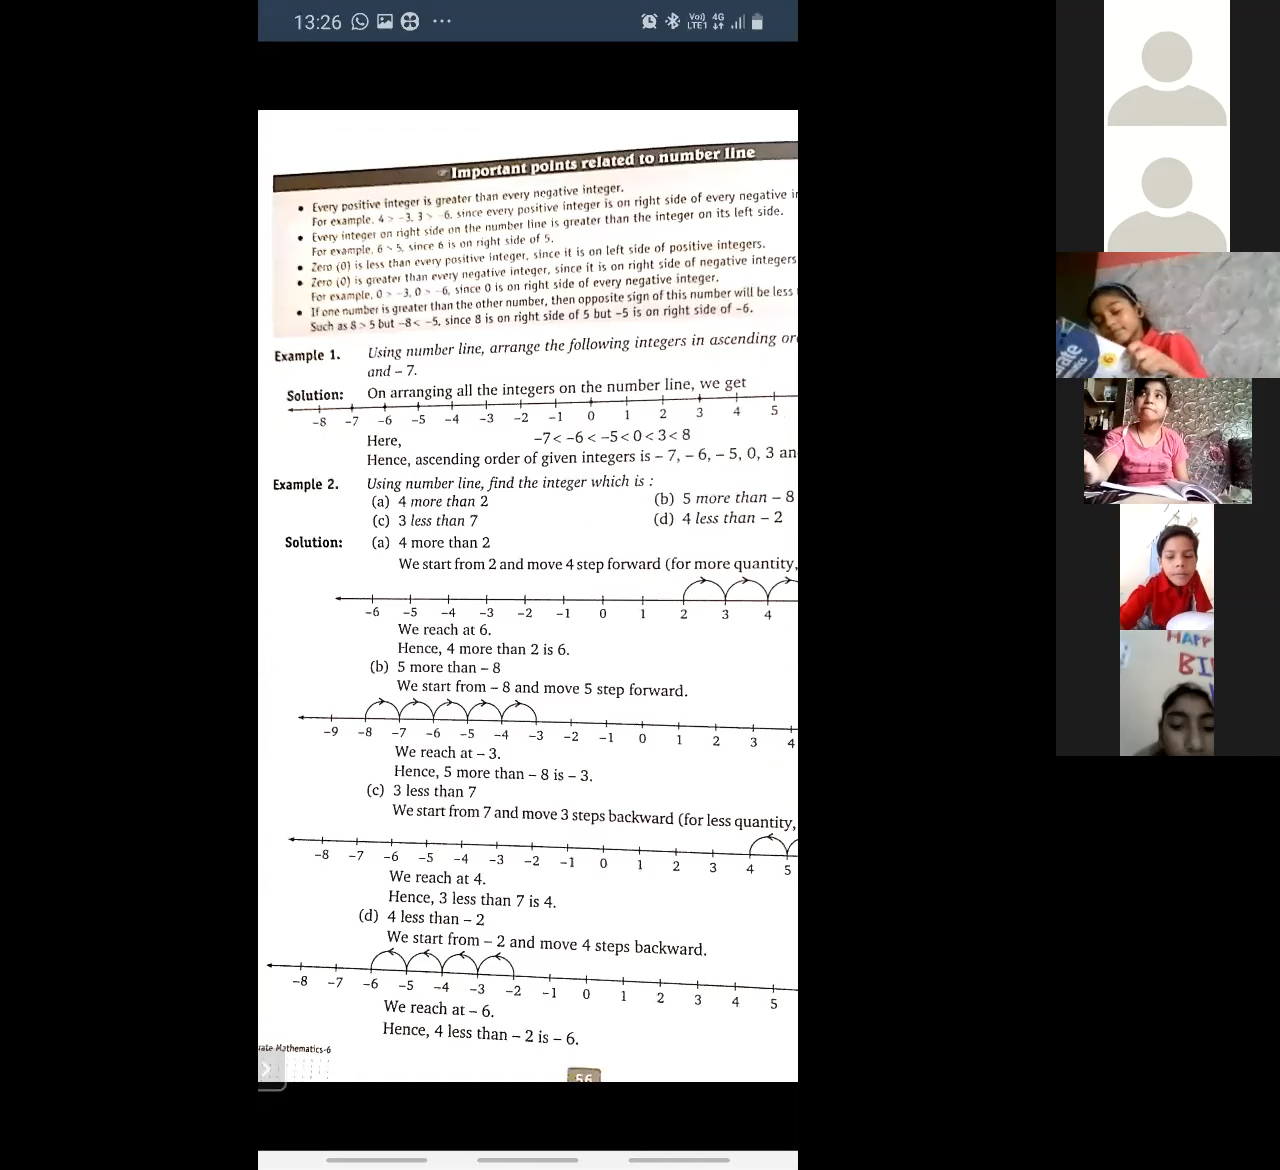 13:26
Vo) 4G
LTE1
Important points related to number line
• Every positive integer is greater than every negative integer.
For example, 4 > -3, 3 > -6, since every positive integer is on right side of every negative
• Every integer on right side on the number line is greater than the integer on its left side.
For example, 6 > 5, since 6 is on right side of 5.
• Zero (0) is less than every positive integer, since it is on left side of positive integers.
• Zero (0) is greater than every negative integer, since it is on right side of negative integers
For example, 0 > -3, 0 > -6, since 0 is on right side of every negative integer.
• If one number is greater than the other number, then opposite sign of this number will be less
Such as 8 > 5 but -8 < -5, since 8 is on right side of 5 but -5 is on right side of -6.
Example 1. Using number line, arrange the following integers in ascending or
and – 7.
Solution: On arranging all the integers on the number line, we get
-8 -7 -6 -5 -4 -3 -2 -1 0 1 2 3 4 5
Here, -7 < -6 < -5 < 0 < 3 < 8
Hence, ascending order of given integers is – 7, – 6, – 5, 0, 3 an
Example 2. Using number line, find the integer which is :
(a) 4 more than 2 (b) 5 more than – 8
(c) 3 less than 7 (d) 4 less than – 2
Solution: (a) 4 more than 2
We start from 2 and move 4 step forward (for more quantity,
-6 -5 -4 -3 -2 -1 0 1 2 3 4
We reach at 6.
Hence, 4 more than 2 is 6.
(b) 5 more than – 8
We start from – 8 and move 5 step forward.
-9 -8 -7 -6 -5 -4 -3 -2 -1 0 1 2 3 4
We reach at – 3.
Hence, 5 more than – 8 is – 3.
(c) 3 less than 7
We start from 7 and move 3 steps backward (for less quantity,
-8 -7 -6 -5 -4 -3 -2 -1 0 1 2 3 4 5
We reach at 4.
Hence, 3 less than 7 is 4.
(d) 4 less than – 2
We start from – 2 and move 4 steps backward.
-8 -7 -6 -5 -4 -3 -2 -1 0 1 2 3 4 5
We reach at – 6.
Hence, 4 less than – 2 is – 6.
rate Mathematics-6
56
6
HAPP
BI